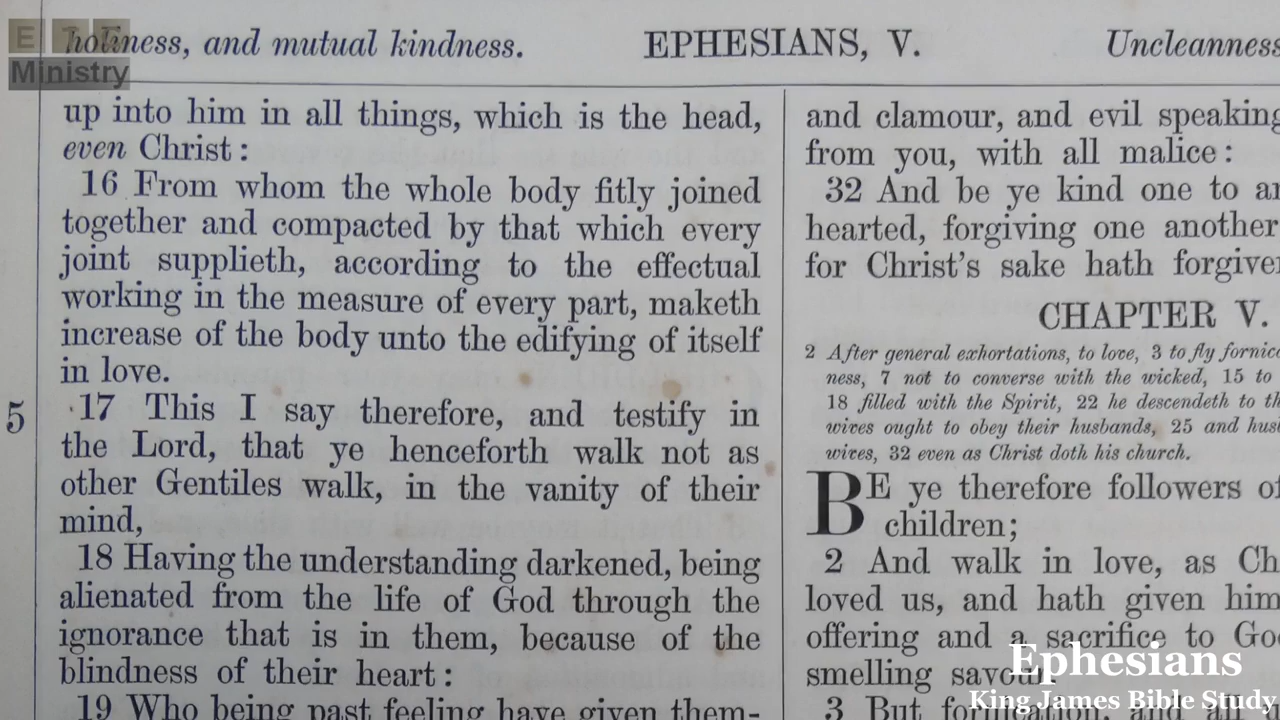 E T F
Ministry
holiness, and mutual kindness.
EPHESIANS, V.
Uncleanness
up into him in all things, which is the head,
even Christ :
16 From whom the whole body fitly joined
together and compacted by that which every
joint supplieth, according to the effectual
working in the measure of every part, maketh
increase of the body unto the edifying of itself
in love.
5
17 This I say therefore, and testify in
the Lord, that ye henceforth walk not as
other Gentiles walk, in the vanity of their
mind,
18 Having the understanding darkened, being
alienated from the life of God through the
ignorance that is in them, because of the
blindness of their heart :
19 Who being past feeling have given them-
and clamour, and evil speaking
from you, with all malice :
32 And be ye kind one to an
hearted, forgiving one another
for Christ's sake hath forgiven
CHAPTER V.
2 After general exhortations, to love, 3 to fly fornica
ness, 7 not to converse with the wicked, 15 to
18 filled with the Spirit, 22 he descendeth to th
wives ought to obey their husbands, 25 and husb
wives, 32 even as Christ doth his church.
BE ye therefore followers of
children;
2 And walk in love, as Ch
loved us, and hath given him
offering and a sacrifice to God
smelling savour.
3 But fornication, and all
Ephesians
King James Bible Study